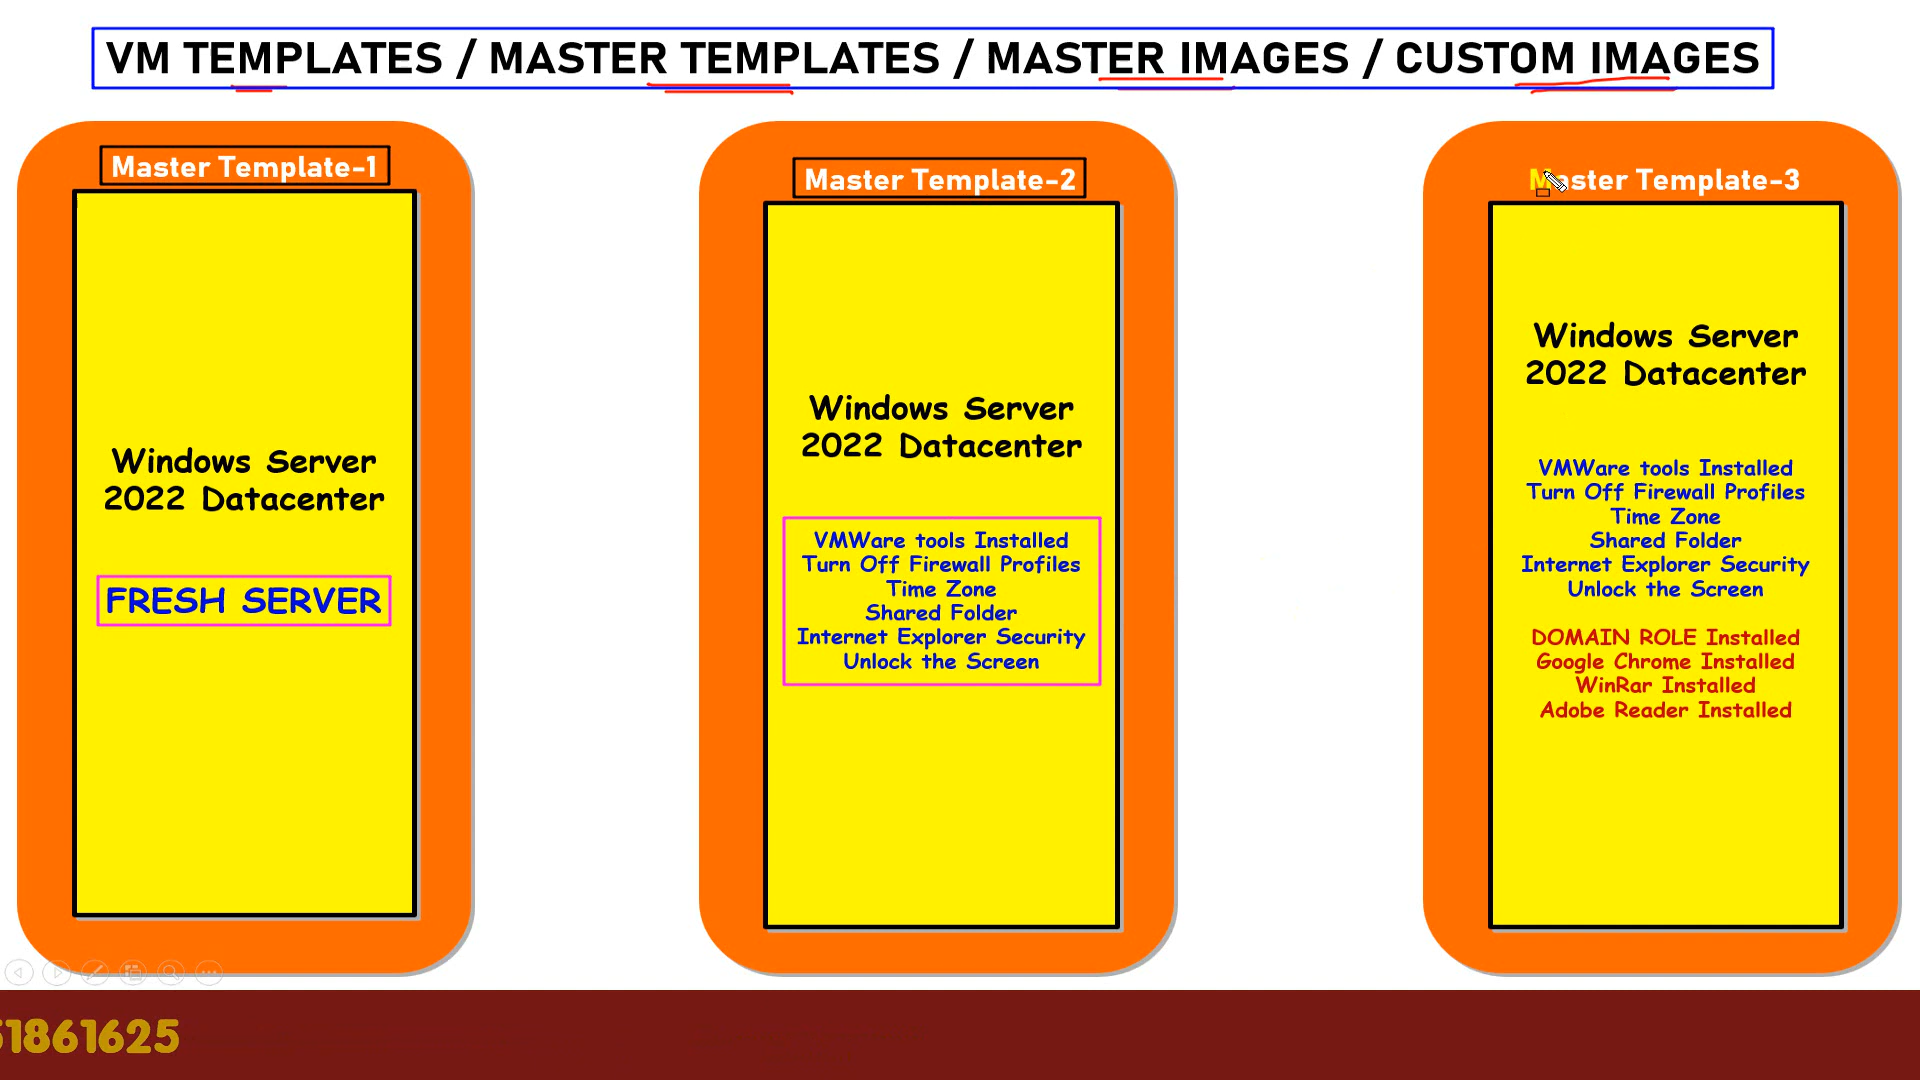 VM TEMPLATES / MASTER TEMPLATES / MASTER IMAGES / CUSTOM IMAGES
Master Template-1
Windows Server
2022 Datacenter
FRESH SERVER
Master Template-2
Windows Server
2022 Datacenter
VMWare tools Installed
Turn Off Firewall Profiles
Time Zone
Shared Folder
Internet Explorer Security
Unlock the Screen
Master Template-3
Windows Server
2022 Datacenter
VMWare tools Installed
Turn Off Firewall Profiles
Time Zone
Shared Folder
Internet Explorer Security
Unlock the Screen
DOMAIN ROLE Installed
Google Chrome Installed
WinRar Installed
Adobe Reader Installed
1861625